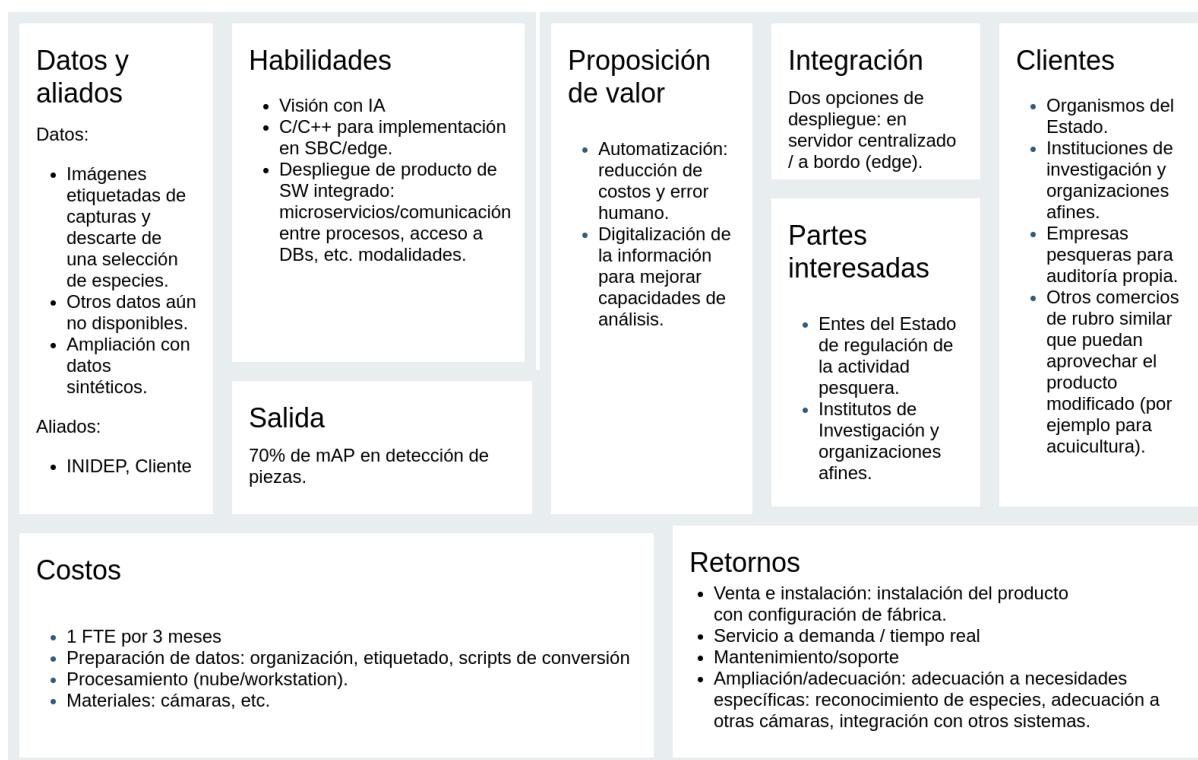 Datos y
aliados
Datos:
• Imágenes
etiquetadas de
capturas y
descarte de
una selección
de especies.
• Otros datos aún
no disponibles.
• Ampliación con
datos
sintéticos.
Aliados:
• INIDEP, Cliente
Habilidades
• Visión con IA
• C/C++ para implementación
en SBC/edge.
• Despliegue de producto de
SW integrado:
microservicios/comunicación
entre procesos, acceso a
DBs, etc. modalidades.
Salida
70% de mAP en detección de
piezas.
Proposición
de valor
• Automatización:
reducción de
costos y error
humano.
• Digitalización de
la información
para mejorar
capacidades de
análisis.
Integración
Dos opciones de
despliegue: en
servidor centralizado
/ a bordo (edge).
Partes
interesadas
• Entes del Estado
de regulación de
la actividad
pesquera.
• Institutos de
Investigación y
organizaciones
afines.
Clientes
• Organismos del
Estado.
• Instituciones de
investigación y
organizaciones
afines.
• Empresas
pesqueras para
auditoría propia.
• Otros comercios
de rubro similar
que puedan
aprovechar el
producto
modificado (por
ejemplo para
acuicultura).
Costos
• 1 FTE por 3 meses
• Preparación de datos: organización, etiquetado, scripts de conversión
• Procesamiento (nube/workstation).
• Materiales: cámaras, etc.
Retornos
• Venta e instalación: instalación del producto
con configuración de fábrica.
• Servicio a demanda / tiempo real
• Mantenimiento/soporte
• Ampliación/adecuación: adecuación a necesidades
específicas: reconocimiento de especies, adecuación a
otras cámaras, integración con otros sistemas.